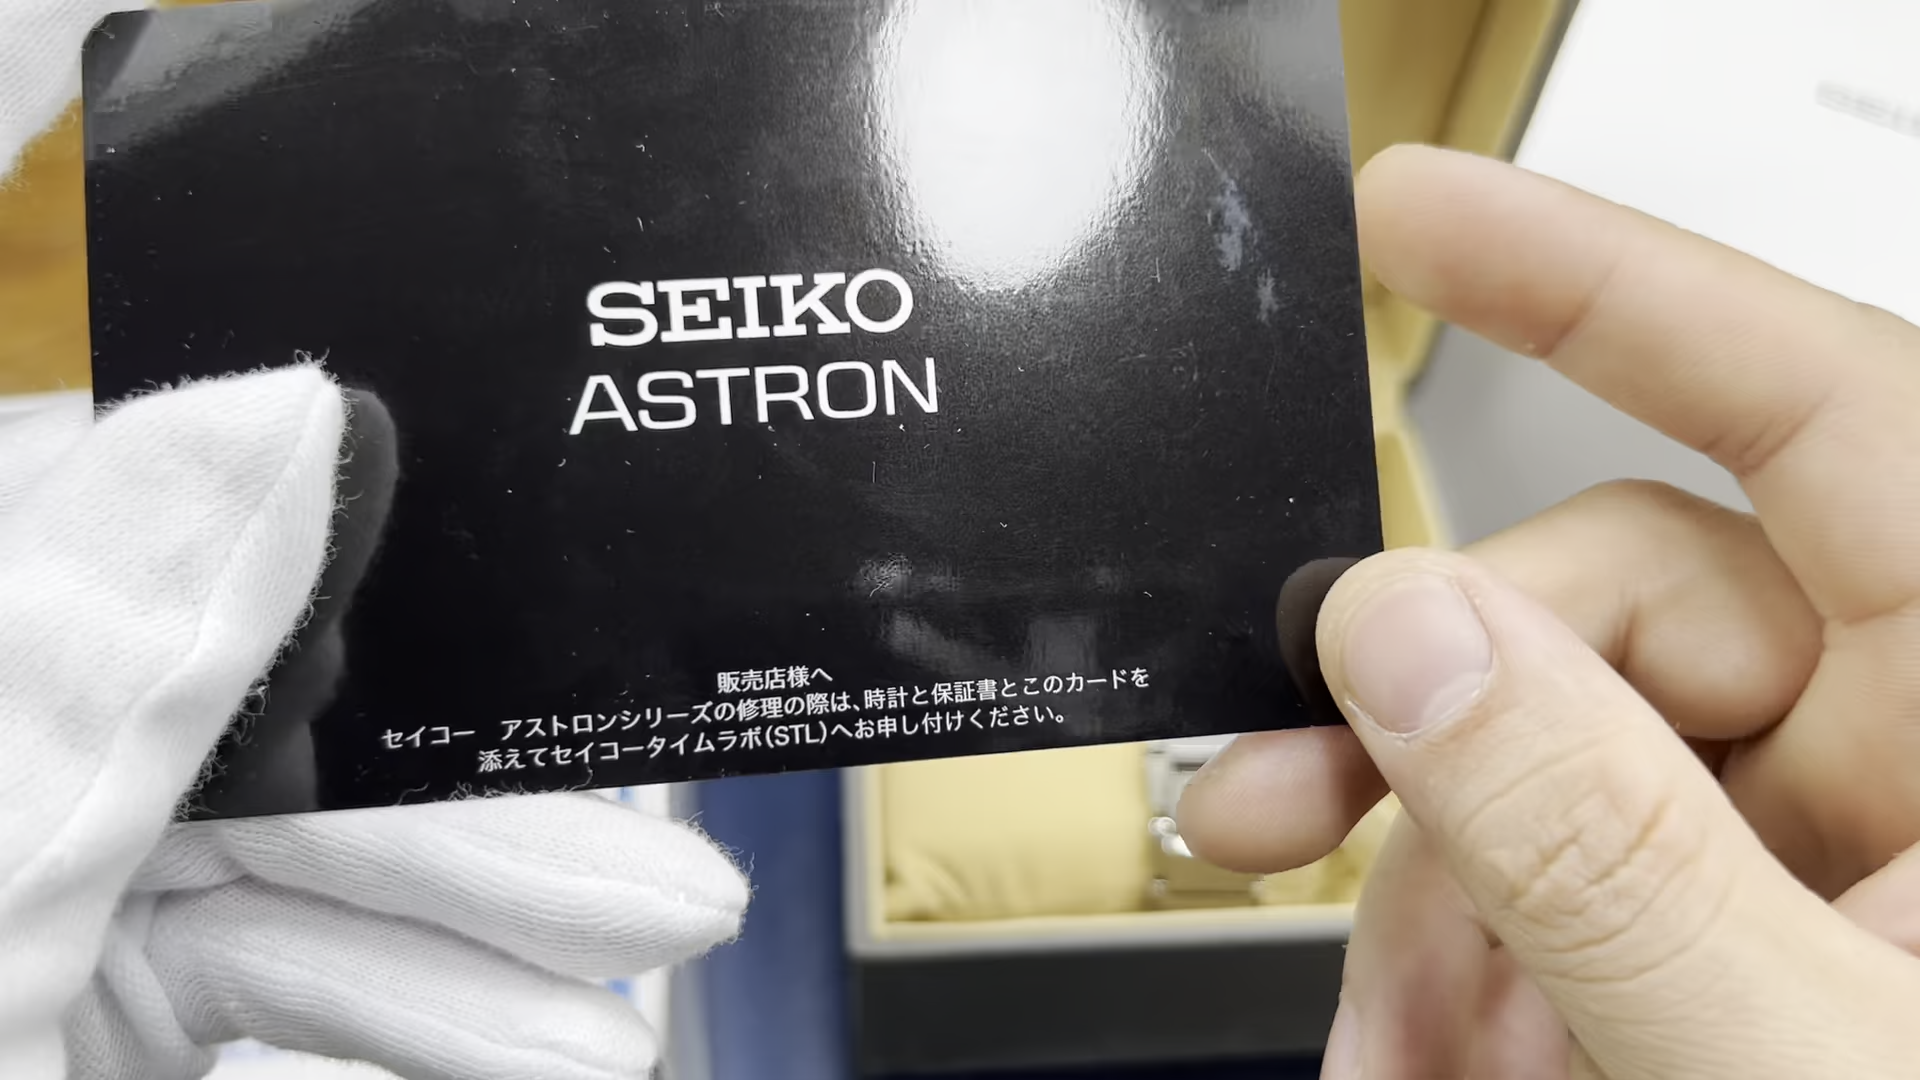 SEIKO
ASTRON
販売店様へ
セイコー　アストロンシリーズの修理の際は、時計と保証書とこのカードを
添えてセイコータイムラボ(STL)へお申し付けください。